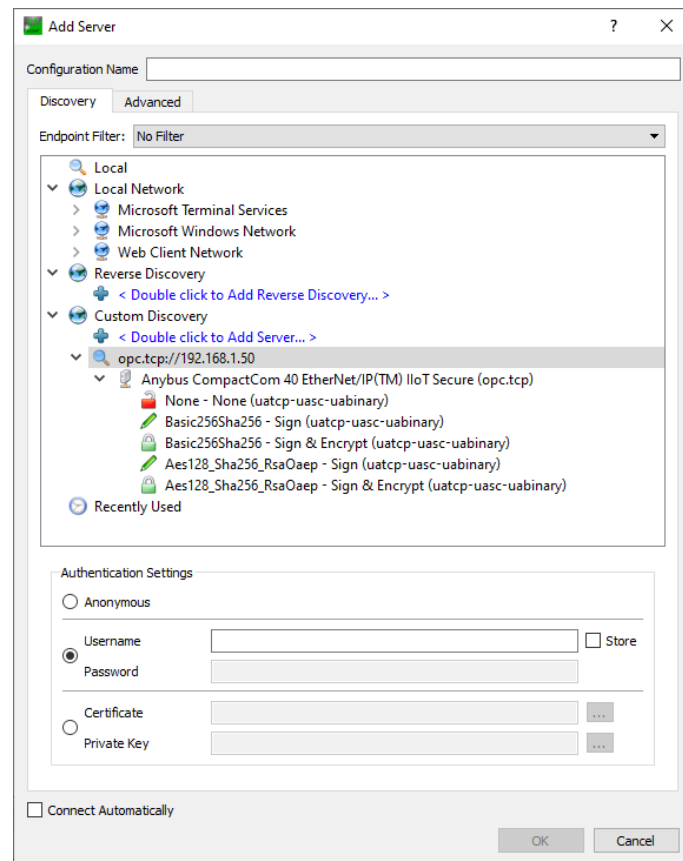 Add Server
?
Configuration Name
Discovery Advanced
Endpoint Filter: No Filter
Local
Local Network
Microsoft Terminal Services
Microsoft Windows Network
Web Client Network
Reverse Discovery
< Double click to Add Reverse Discovery... >
Custom Discovery
< Double click to Add Server... >
opc.tcp://192.168.1.50
Anybus CompactCom 40 EtherNet/IP(TM) IIoT Secure (opc.tcp)
None - None (uatcp-uasc-uabinary)
Basic256Sha256 - Sign (uatcp-uasc-uabinary)
Basic256Sha256 - Sign & Encrypt (uatcp-uasc-uabinary)
Aes128_Sha256_RsaOaep - Sign (uatcp-uasc-uabinary)
Aes128_Sha256_RsaOaep - Sign & Encrypt (uatcp-uasc-uabinary)
Recently Used
Authentication Settings
Anonymous
Username Store
Password
Certificate ...
Private Key ...
Connect Automatically
OK Cancel